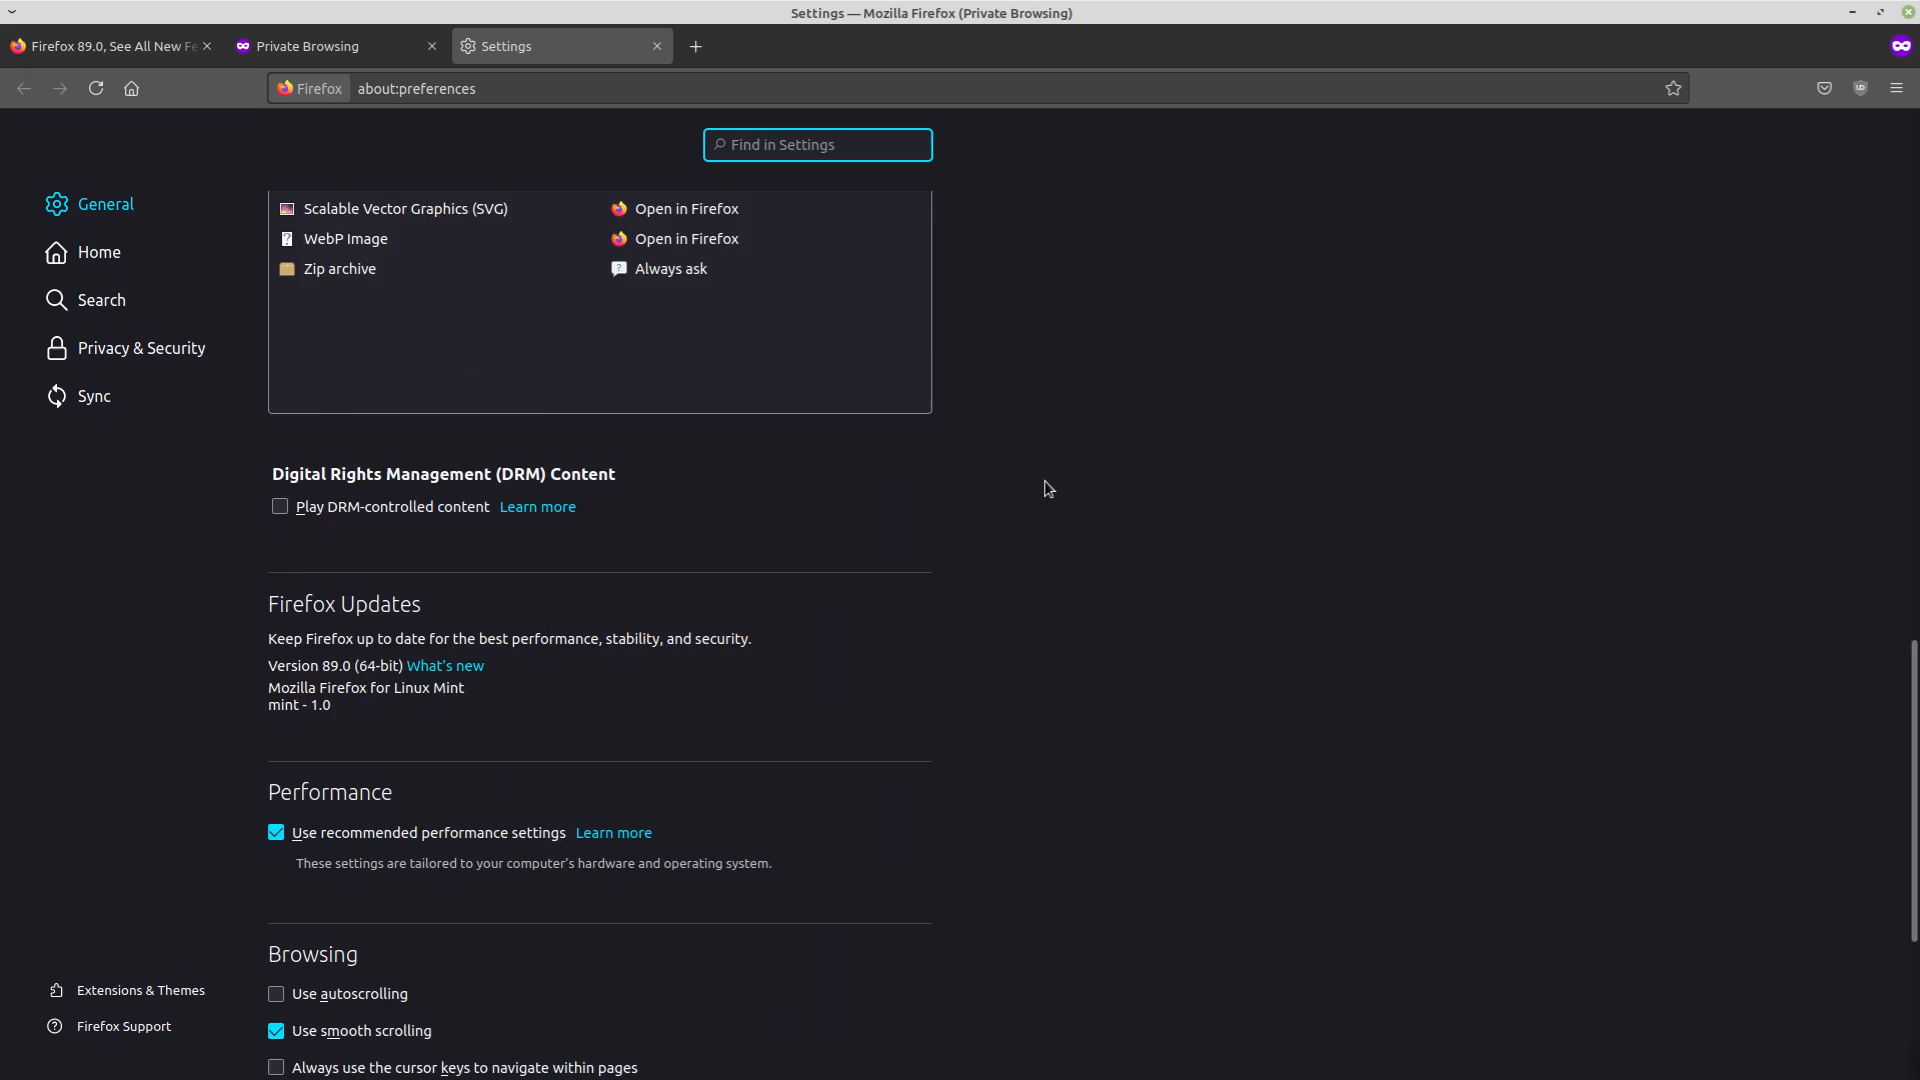 Settings — Mozilla Firefox (Private Browsing)
Firefox 89.0, See All New Fe
Private Browsing
Settings
Firefox
about:preferences
Find in Settings
General
Home
Search
Privacy & Security
Sync
Extensions & Themes
Firefox Support
Scalable Vector Graphics (SVG)
Open in Firefox
WebP Image
Open in Firefox
Zip archive
Always ask
Digital Rights Management (DRM) Content
Play DRM-controlled content Learn more
Firefox Updates
Keep Firefox up to date for the best performance, stability, and security.
Version 89.0 (64-bit) What's new
Mozilla Firefox for Linux Mint
mint - 1.0
Performance
Use recommended performance settings Learn more
These settings are tailored to your computer's hardware and operating system.
Browsing
Use autoscrolling
Use smooth scrolling
Always use the cursor keys to navigate within pages